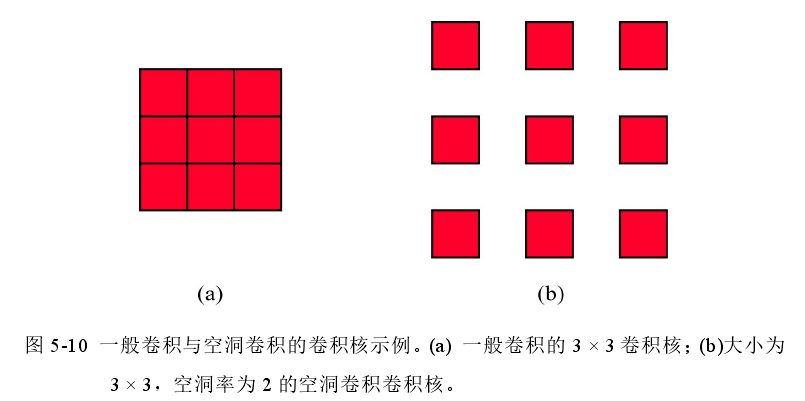 (a) (b)
图 5-10 一般卷积与空洞卷积的卷积核示例。(a) 一般卷积的 3 × 3 卷积核；(b)大小为
3 × 3，空洞率为 2 的空洞卷积卷积核。